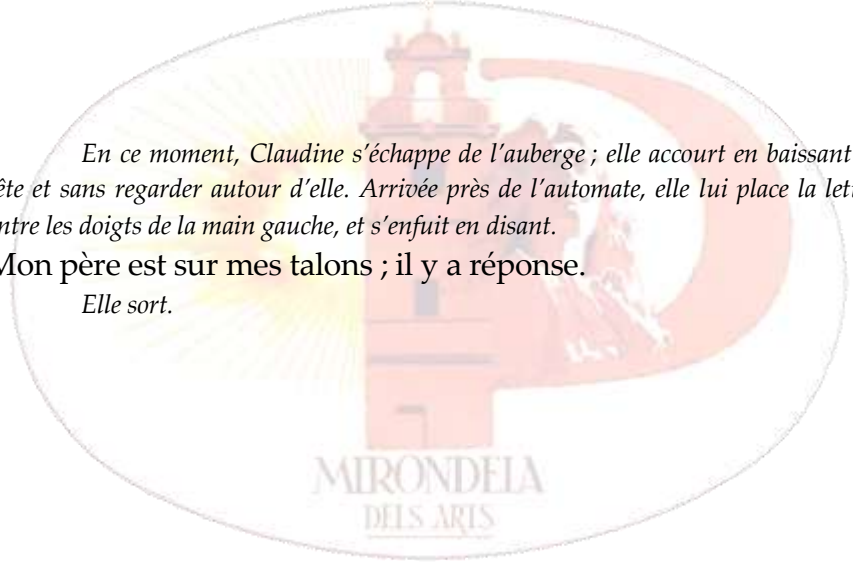 En ce moment, Claudine s’échappe de l’auberge ; elle accourt en baissant
ête et sans regarder autour d’elle. Arrivée près de l’automate, elle lui place la lett
ntre les doigts de la main gauche, et s’enfuit en disant.
Mon père est sur mes talons ; il y a réponse.
Elle sort.
MIRONDELA
DELS ARTS